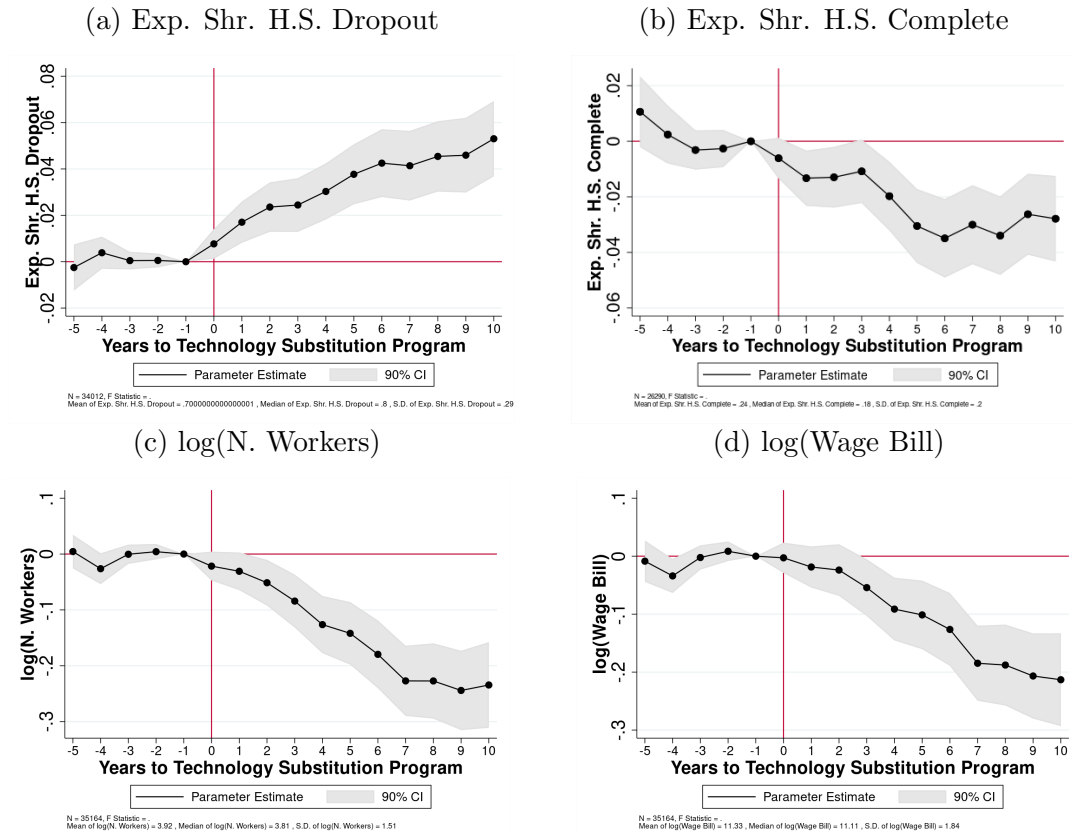 (a) Exp. Shr. H.S. Dropout
Exp. Shr. H.S. Dropout
.08
.06
.04
.02
0
-.02
-5 -4 -3 -2 -1 0 1 2 3 4 5 6 7 8 9 10
Years to Technology Substitution Program
Parameter Estimate 90% CI
N = 34012, F Statistic = .
Mean of Exp. Shr. H.S. Dropout = .7000000000000001 , Median of Exp. Shr. H.S. Dropout = .8 , S.D. of Exp. Shr. H.S. Dropout = .29
(b) Exp. Shr. H.S. Complete
Exp. Shr. H.S. Complete
.02
0
-.02
-.04
-.06
-5 -4 -3 -2 -1 0 1 2 3 4 5 6 7 8 9 10
Years to Technology Substitution Program
Parameter Estimate 90% CI
N = 26290, F Statistic = .
Mean of Exp. Shr. H.S. Complete = .24 , Median of Exp. Shr. H.S. Complete = .18 , S.D. of Exp. Shr. H.S. Complete = .2
(c) log(N. Workers)
log(N. Workers)
.1
0
-.1
-.2
-.3
-5 -4 -3 -2 -1 0 1 2 3 4 5 6 7 8 9 10
Years to Technology Substitution Program
Parameter Estimate 90% CI
N = 35164, F Statistic = .
Mean of log(N. Workers) = 3.92 , Median of log(N. Workers) = 3.81 , S.D. of log(N. Workers) = 1.51
(d) log(Wage Bill)
log(Wage Bill)
.1
0
-.1
-.2
-.3
-5 -4 -3 -2 -1 0 1 2 3 4 5 6 7 8 9 10
Years to Technology Substitution Program
Parameter Estimate 90% CI
N = 35164, F Statistic = .
Mean of log(Wage Bill) = 11.33 , Median of log(Wage Bill) = 11.11 , S.D. of log(Wage Bill) = 1.84